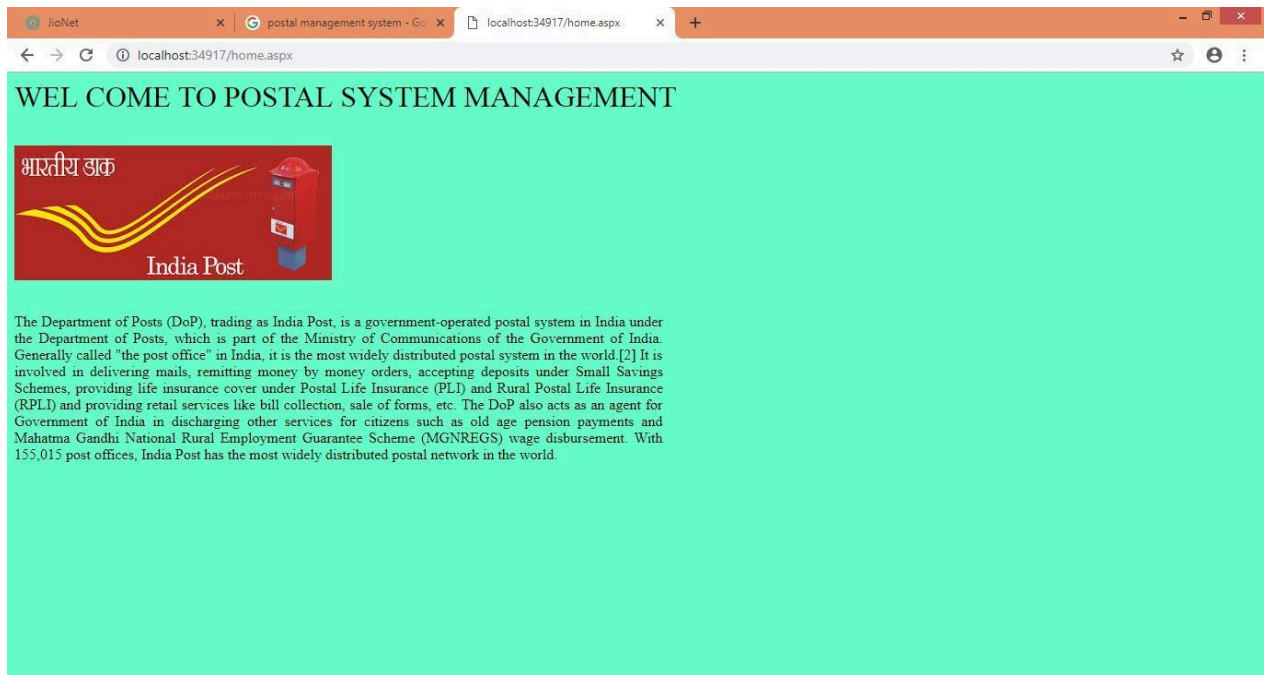 JioNet
postal management system - Go
localhost:34917/home.aspx
localhost:34917/home.aspx
WEL COME TO POSTAL SYSTEM MANAGEMENT
भारतीय डाक
India Post
The Department of Posts (DoP), trading as India Post, is a government-operated postal system in India under
the Department of Posts, which is part of the Ministry of Communications of the Government of India.
Generally called "the post office" in India, it is the most widely distributed postal system in the world.[2] It is
involved in delivering mails, remitting money by money orders, accepting deposits under Small Savings
Schemes, providing life insurance cover under Postal Life Insurance (PLI) and Rural Postal Life Insurance
(RPLI) and providing retail services like bill collection, sale of forms, etc. The DoP also acts as an agent for
Government of India in discharging other services for citizens such as old age pension payments and
Mahatma Gandhi National Rural Employment Guarantee Scheme (MGNREGS) wage disbursement. With
155,015 post offices, India Post has the most widely distributed postal network in the world.